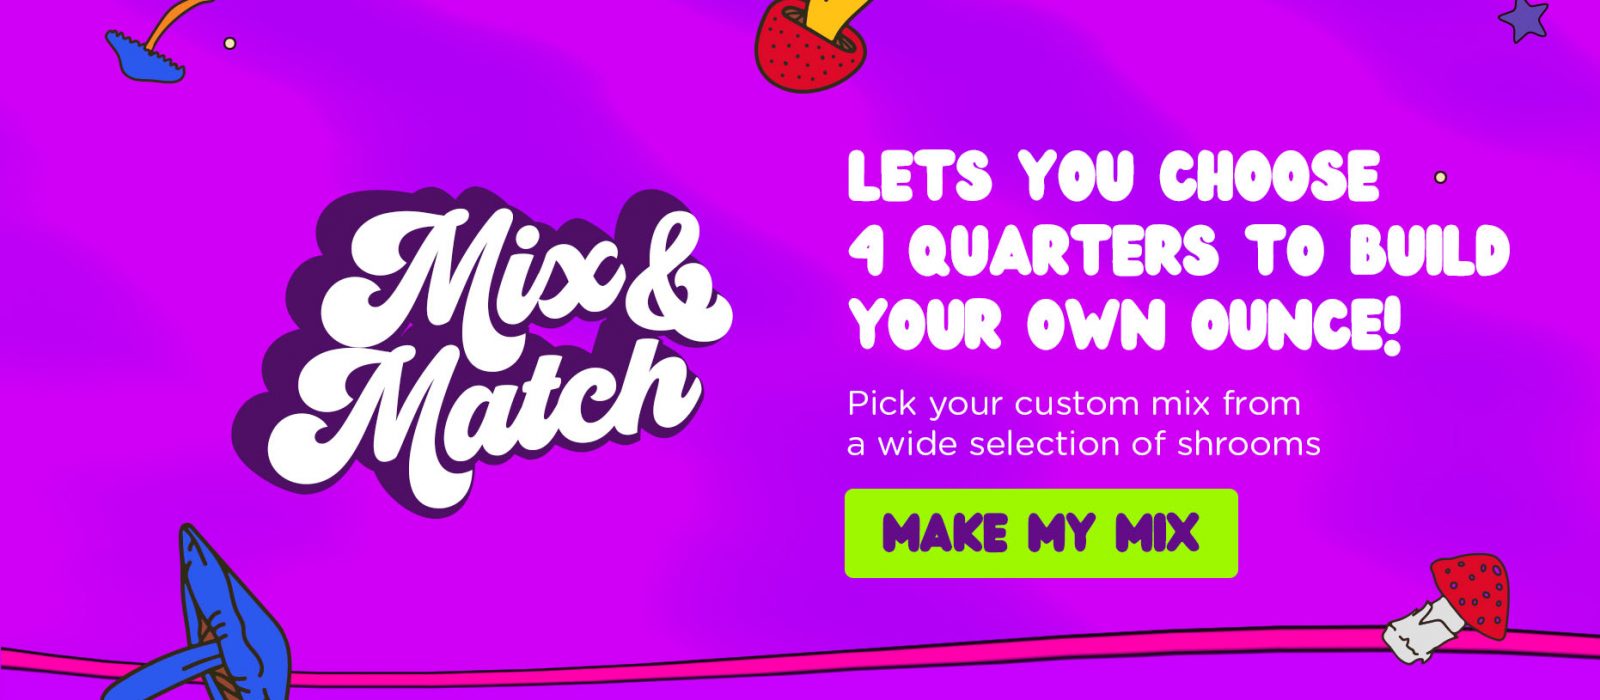 Mix &
Match
LETS YOU CHOOSE
4 QUARTERS TO BUILD
YOUR OWN OUNCE!
Pick your custom mix from
a wide selection of shrooms
MAKE MY MIX